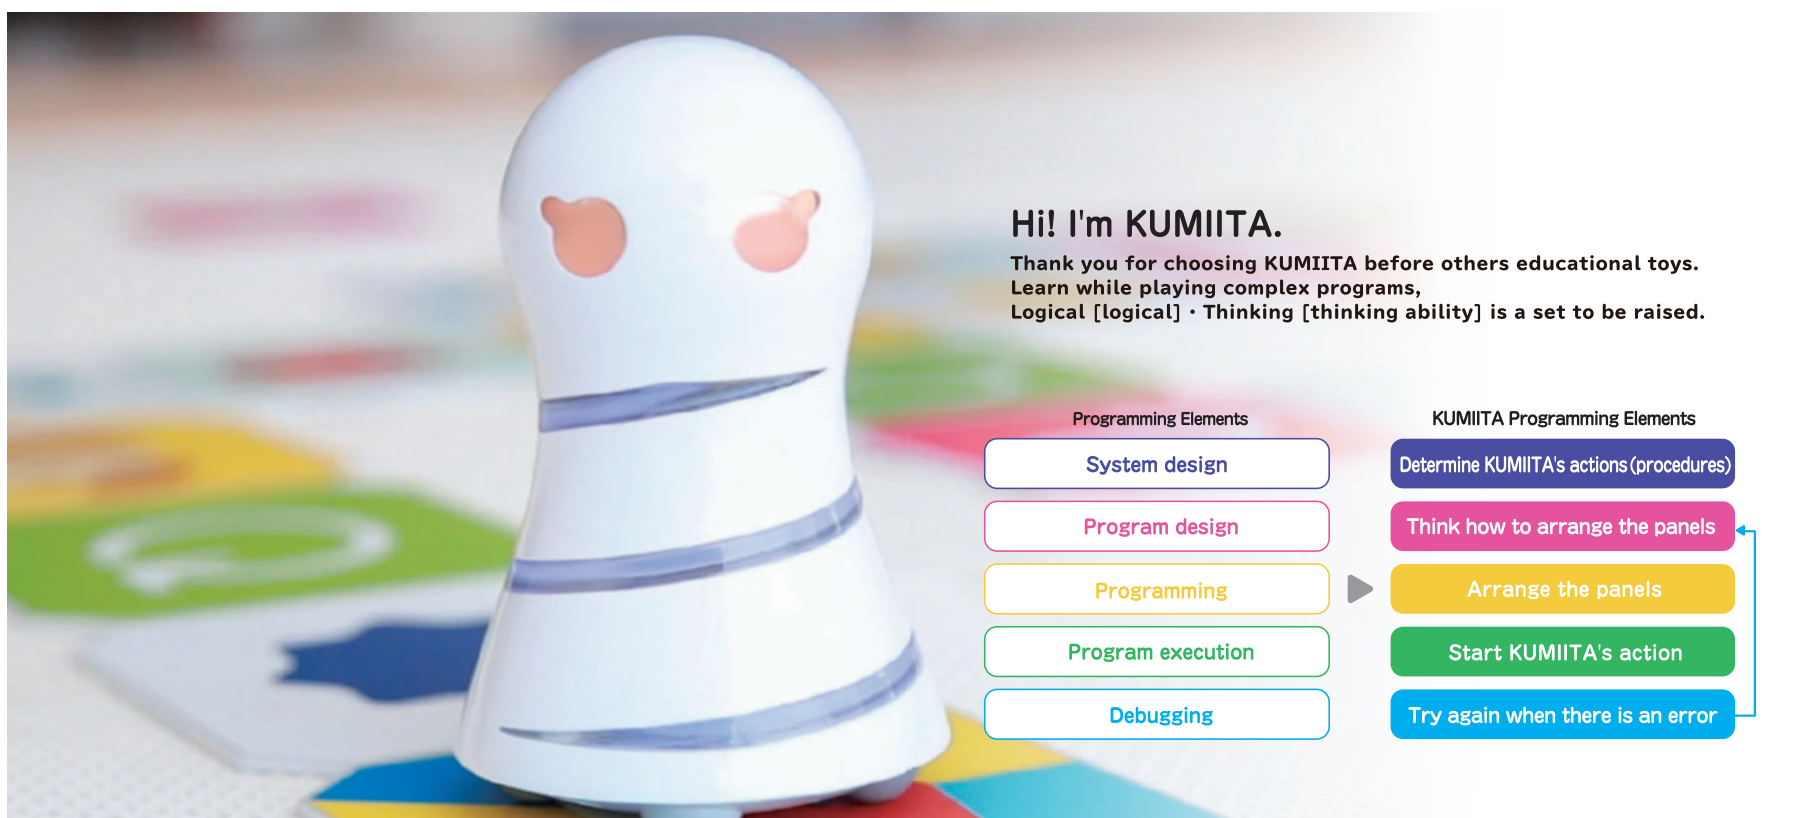 Hi! I'm KUMIITA.
Thank you for choosing KUMIITA before others educational toys.
Learn while playing complex programs,
Logical [logical]・Thinking [thinking ability] is a set to be raised.
Programming Elements
System design
Program design
Programming
Program execution
Debugging
KUMIITA Programming Elements
Determine KUMIITA's actions(procedures)
Think how to arrange the panels
Arrange the panels
Start KUMIITA's action
Try again when there is an error